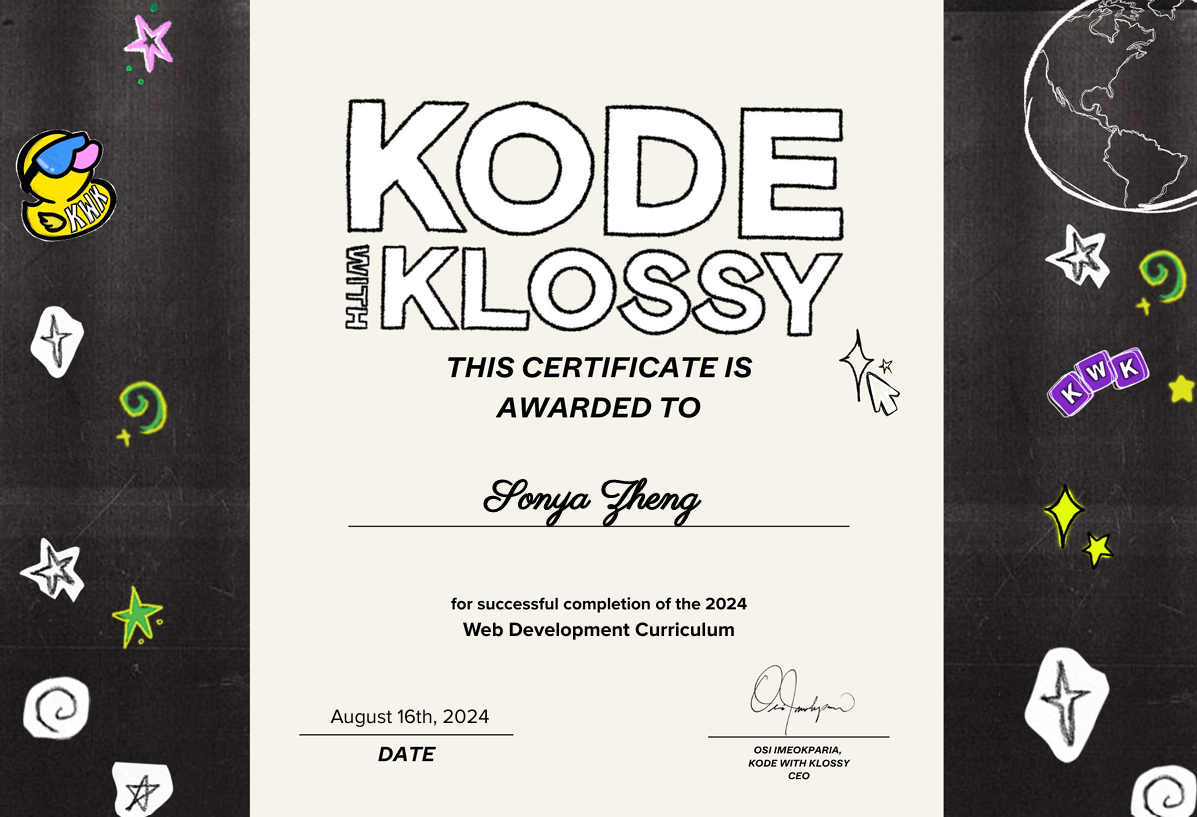 KODE
WITH KLOSSY
THIS CERTIFICATE IS
AWARDED TO
Sonya Zheng
for successful completion of the 2024
Web Development Curriculum
August 16th, 2024
DATE
OSI IMEOKPARIA,
KODE WITH KLOSSY
CEO
KWK
KWK